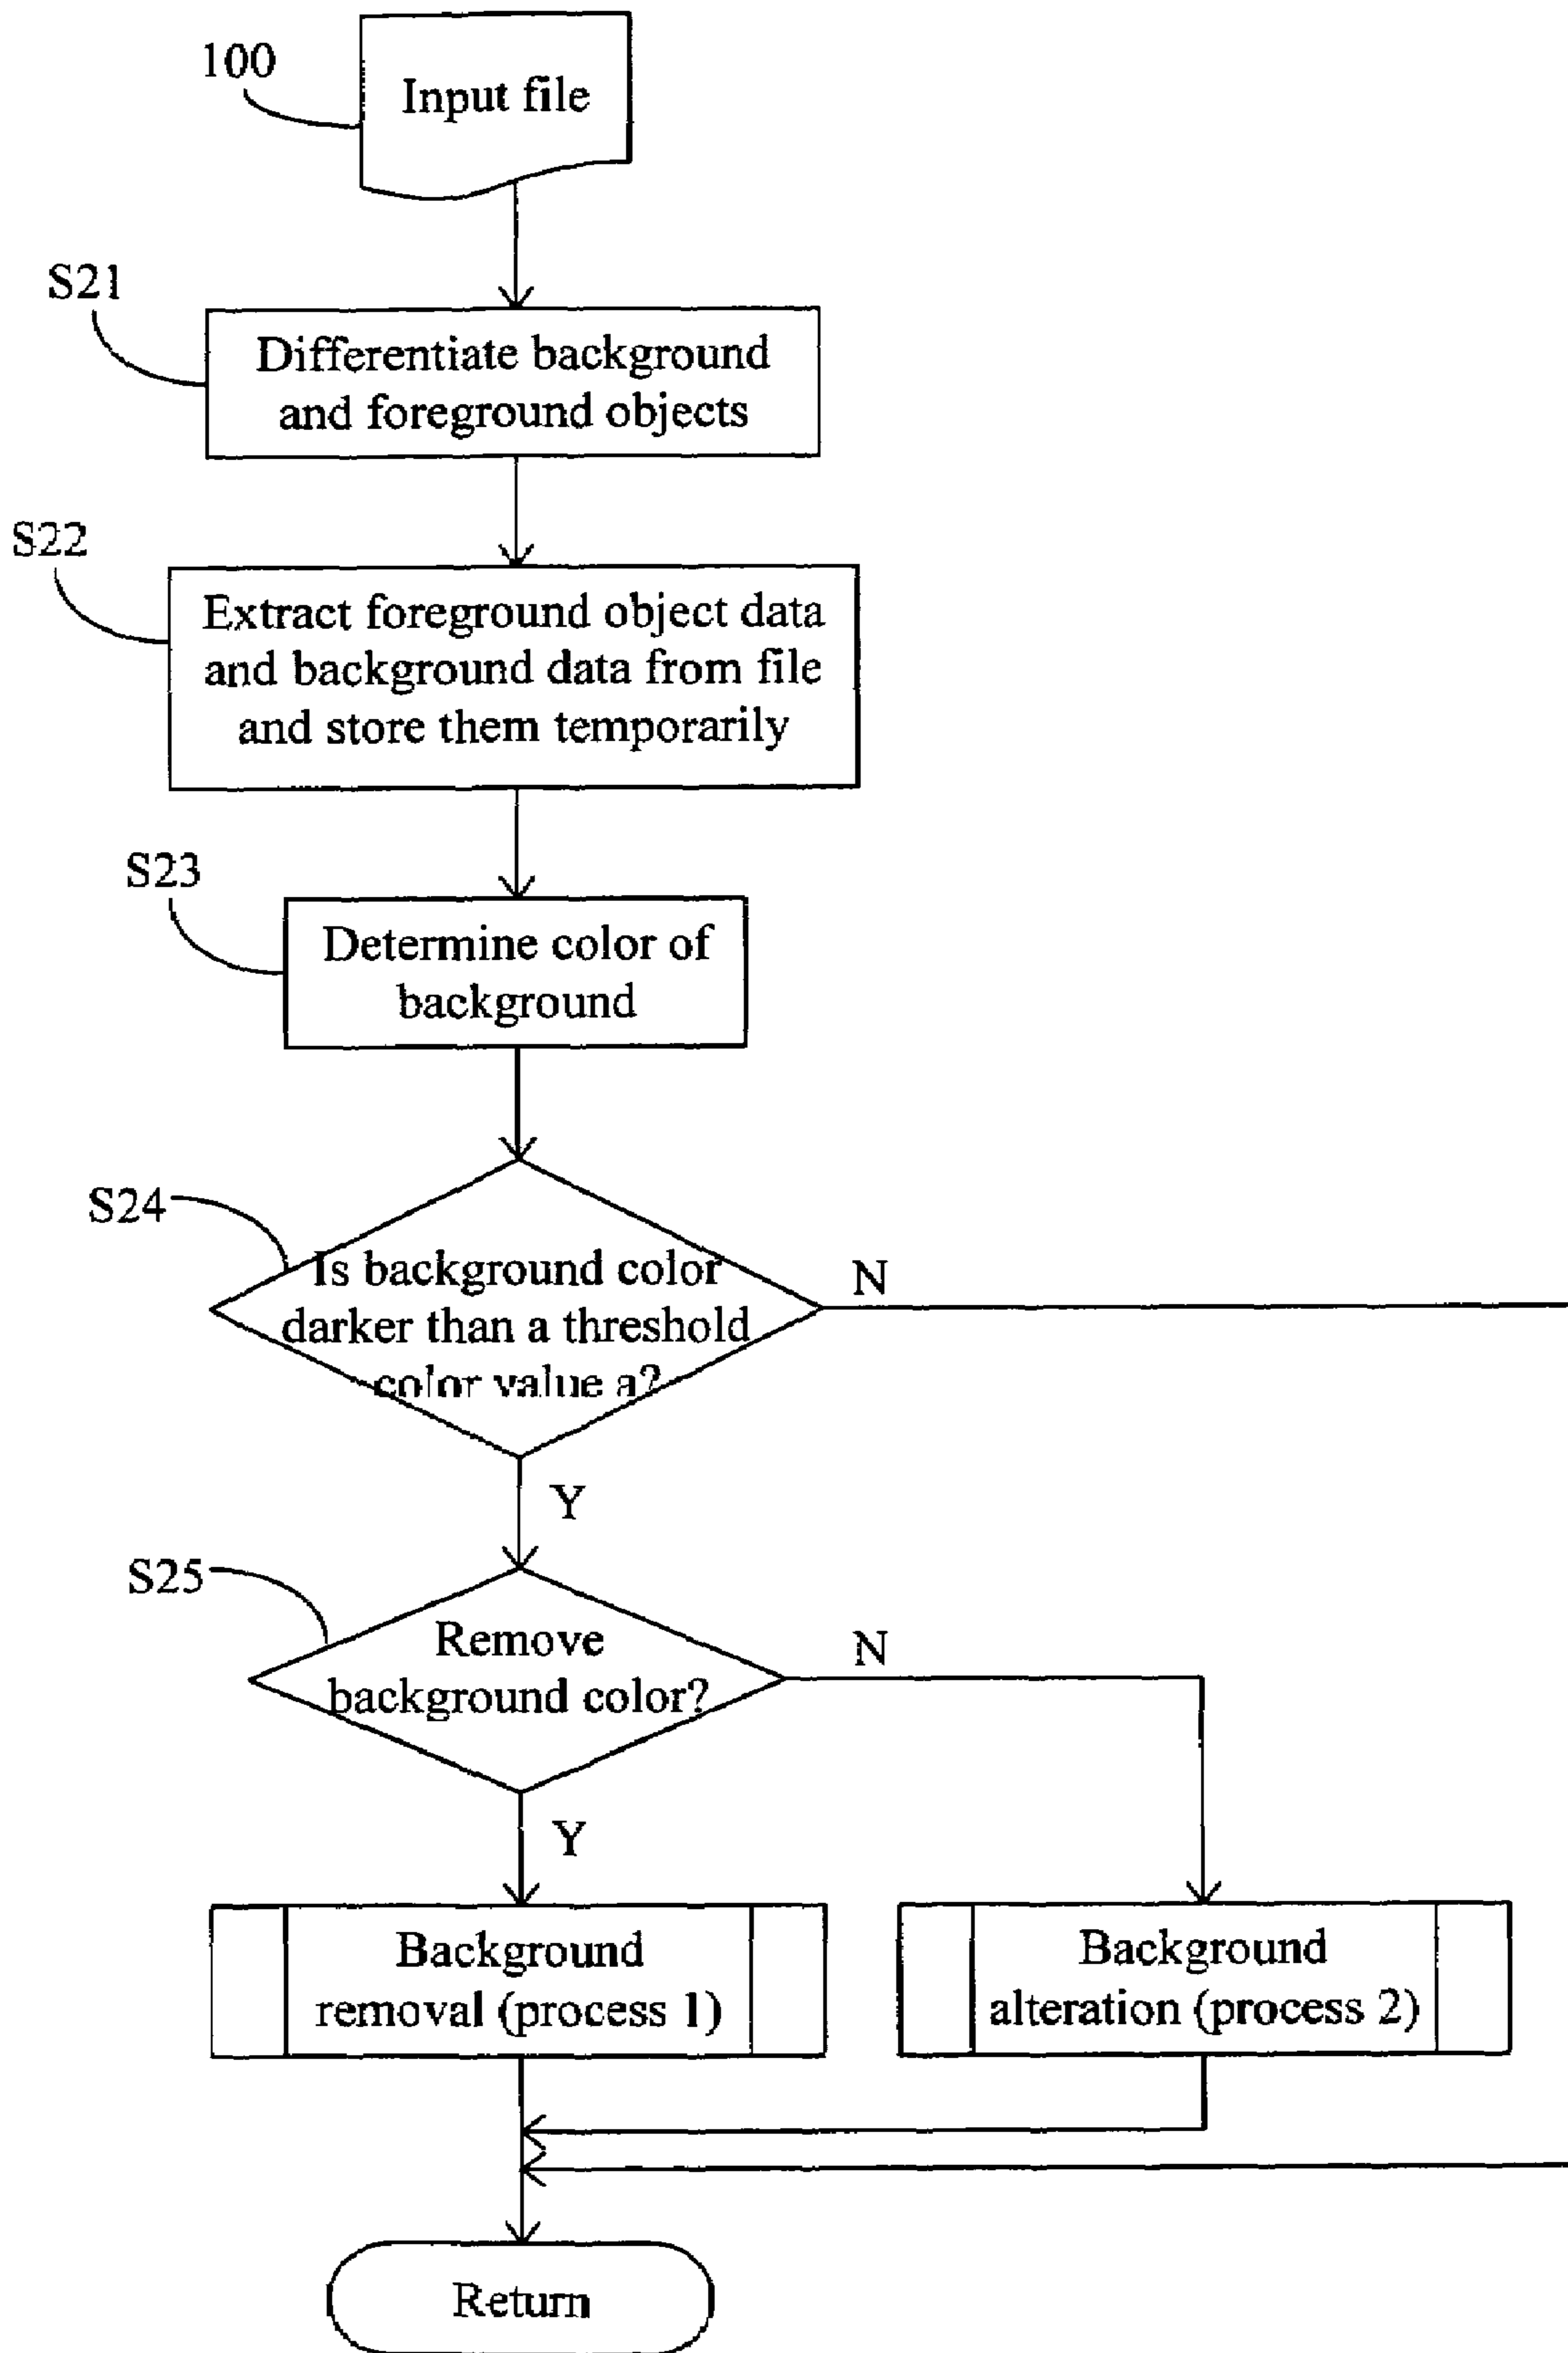 100
Input file
S21
Differentiate background
and foreground objects
S22
Extract foreground object data
and background data from file
and store them temporarily
S23
Determine color of
background
S24
Is background color
darker than a threshold
color value a?
N
Y
S25
Remove
background color?
N
Y
Background
removal (process 1)
Background
alteration (process 2)
Return